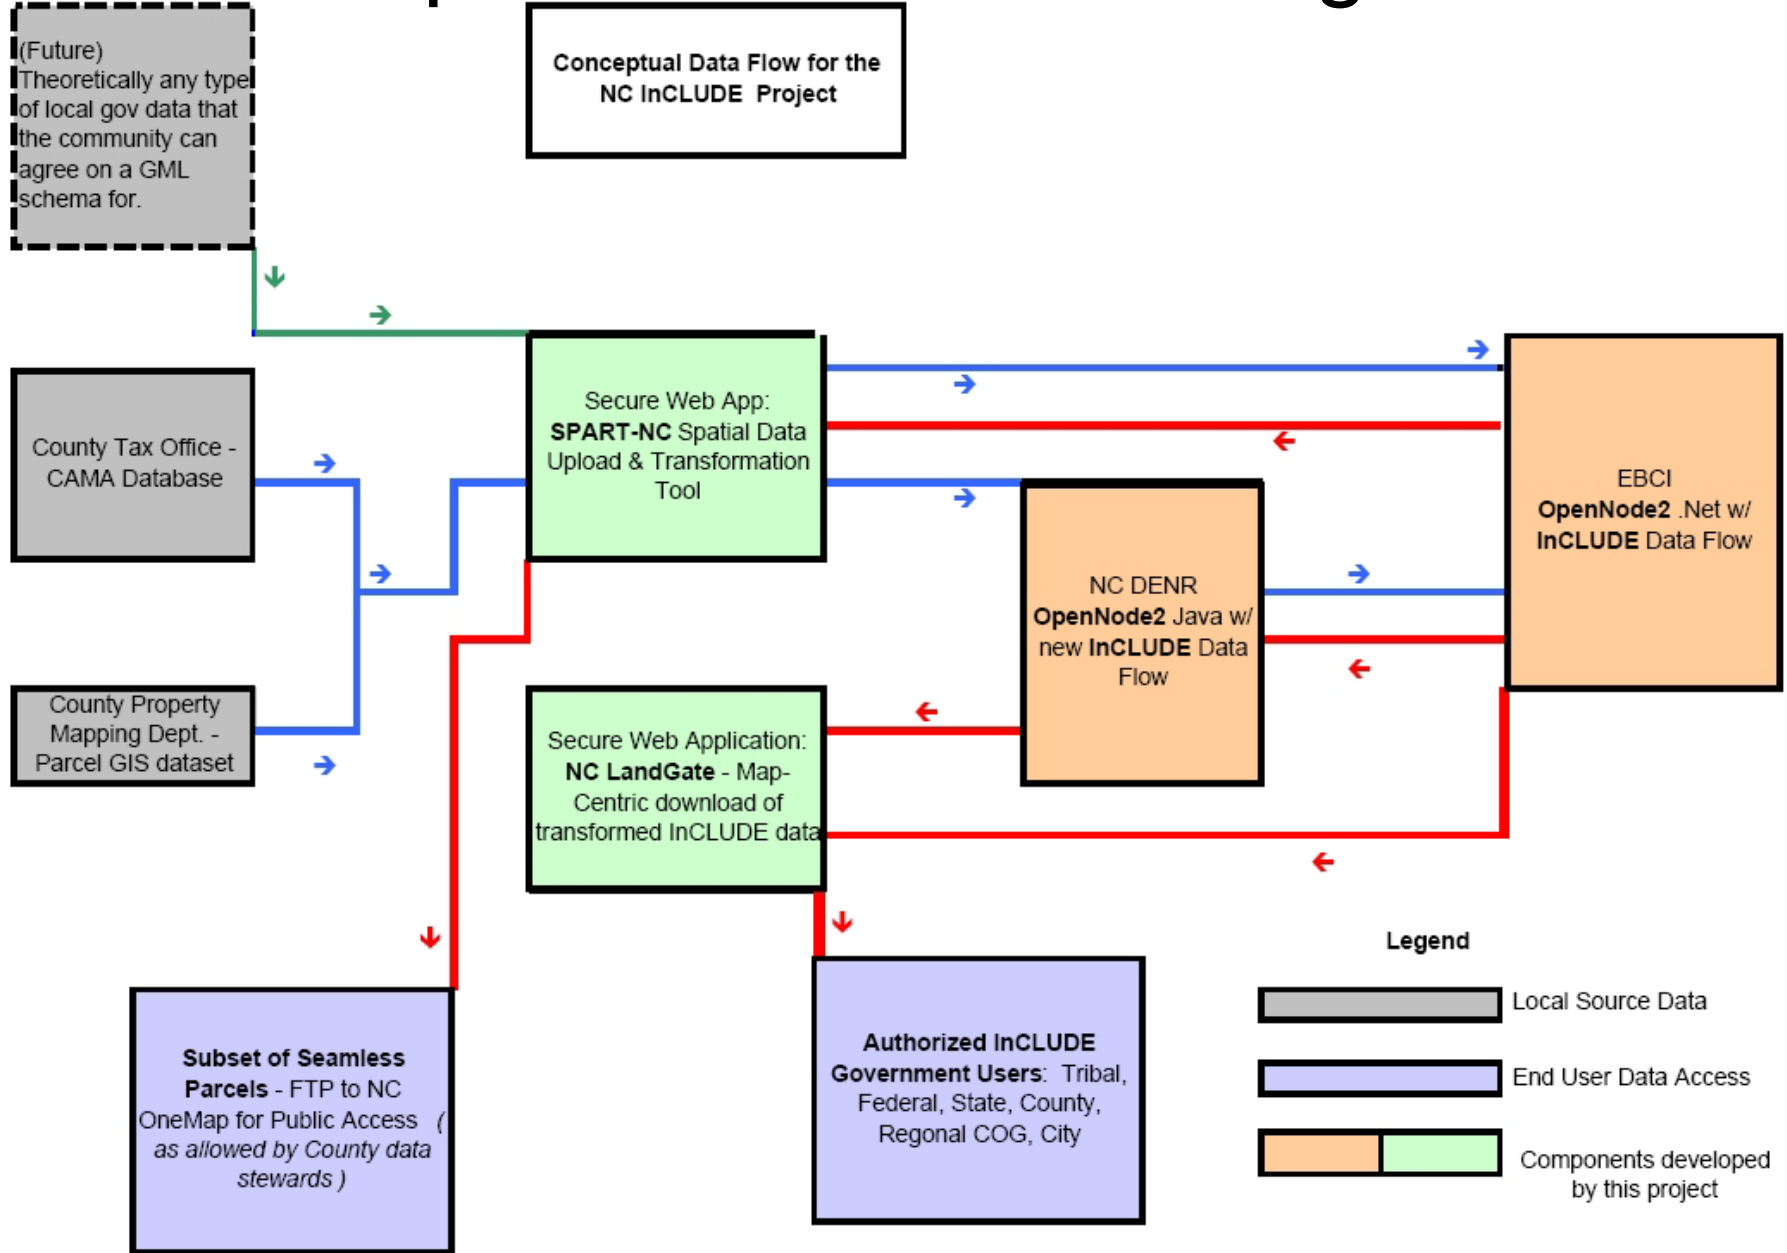 (Future)
Theoretically any type
of local gov data that
the community can
agree on a GML
schema for.
Conceptual Data Flow for the
NC InCLUDE Project
County Tax Office -
CAMA Database
Secure Web App:
SPART-NC Spatial Data
Upload & Transformation
Tool
EBCI
OpenNode2 .Net w/
InCLUDE Data Flow
NC DENR
OpenNode2 Java w/
new InCLUDE Data
Flow
County Property
Mapping Dept. -
Parcel GIS dataset
Secure Web Application:
NC LandGate - Map-
Centric download of
transformed InCLUDE data
Subset of Seamless
Parcels - FTP to NC
OneMap for Public Access (
as allowed by County data
stewards )
Authorized InCLUDE
Government Users: Tribal,
Federal, State, County,
Regonal COG, City
Legend
Local Source Data
End User Data Access
Components developed
by this project